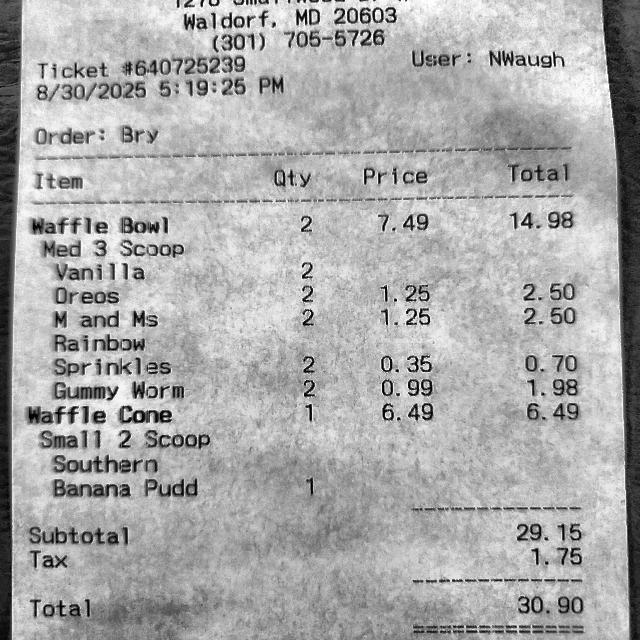 Waldorf, MD 20603
(301) 705-5726
Ticket #640725239 User: NWaugh
8/30/2025 5:19:25 PM
Order: Bry
Item Qty Price Total
Waffle Bowl 2 7.49 14.98
Med 3 Scoop
Vanilla 2
Oreos 2 1.25 2.50
M and Ms 2 1.25 2.50
Rainbow
Sprinkles 2 0.35 0.70
Gummy Worm 2 0.99 1.98
Waffle Cone 1 6.49 6.49
Small 2 Scoop
Southern
Banana Pudd 1
Subtotal 29.15
Tax 1.75
Total 30.90